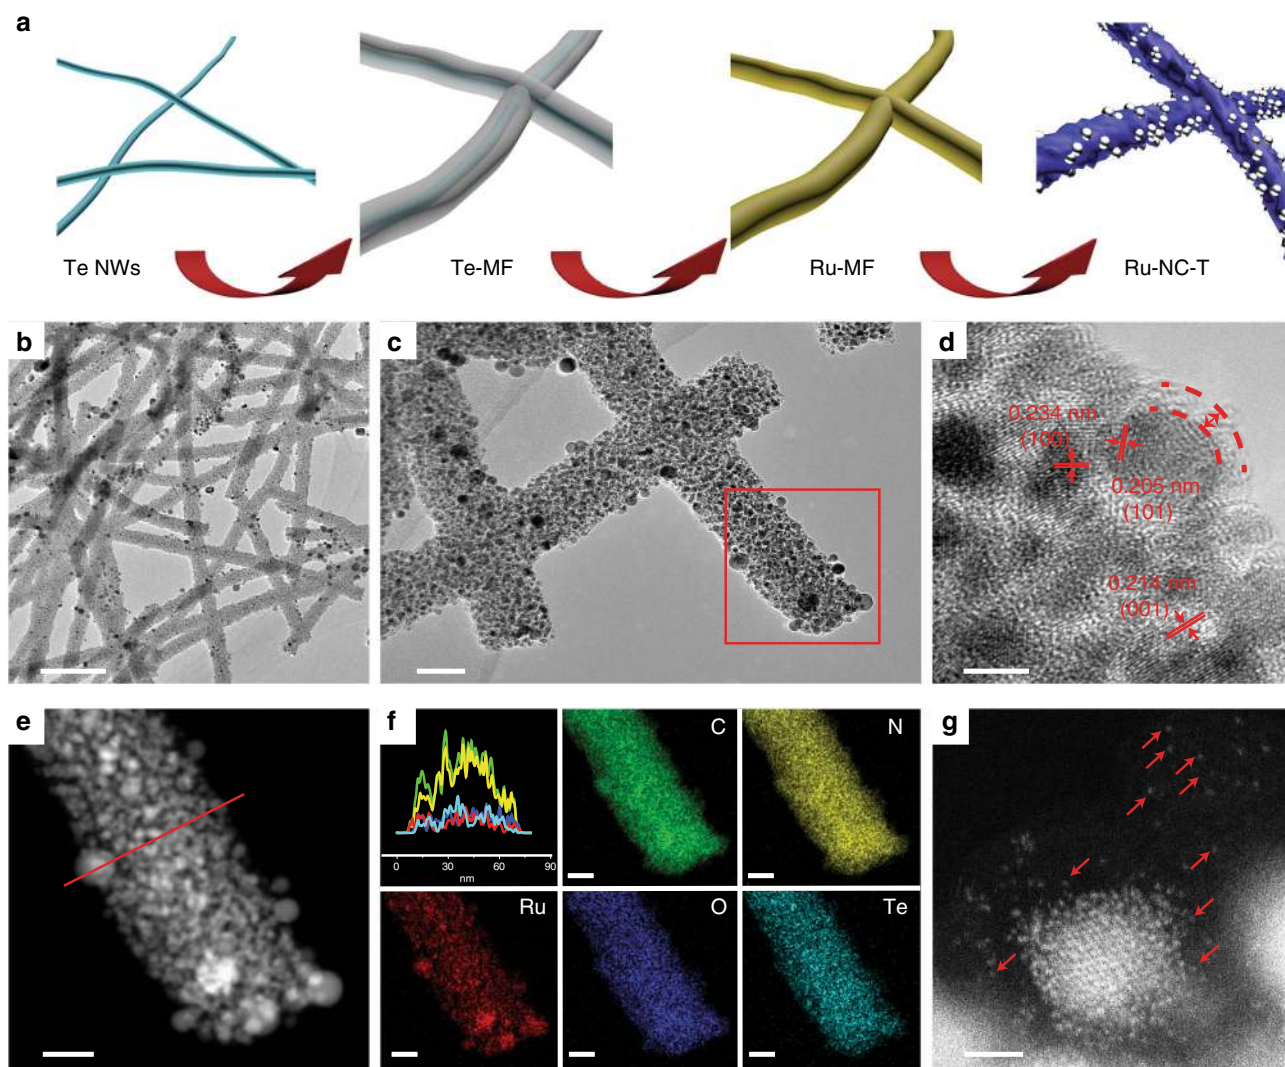 a
Te NWs
Te-MF
Ru-MF
Ru-NC-T
b
c
d
0.234 nm
(100)
0.205 nm
(101)
0.214 nm
(001)
e
f
0 30 60 90
nm
C
N
Ru
O
Te
g